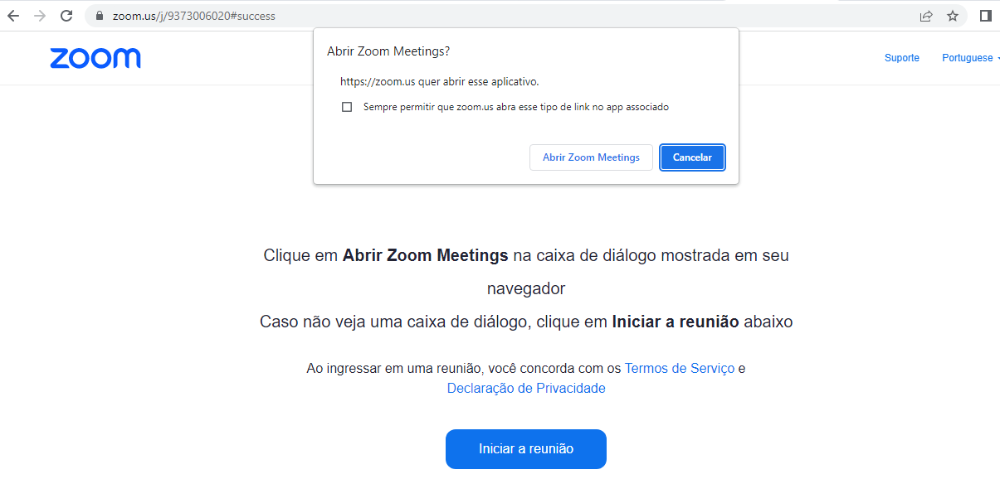 zoom.us/j/9373006020#success
Abrir Zoom Meetings?
zoom
https://zoom.us quer abrir esse aplicativo.
Sempre permitir que zoom.us abra esse tipo de link no app associado
Suporte
Portuguese
Abrir Zoom Meetings
Cancelar
Clique em Abrir Zoom Meetings na caixa de diálogo mostrada em seu
navegador
Caso não veja uma caixa de diálogo, clique em Iniciar a reunião abaixo
Ao ingressar em uma reunião, você concorda com os Termos de Serviço e
Declaração de Privacidade
Iniciar a reunião